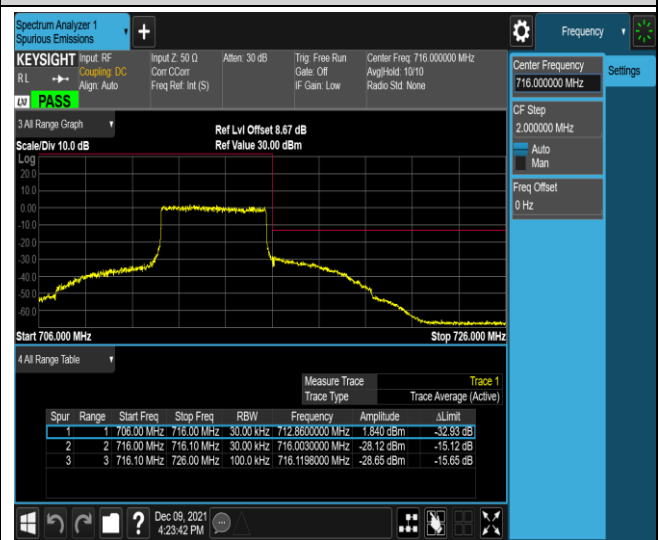 Spectrum Analyzer 1
Spurious Emissions
Frequency
KEYSIGHT
RL
Input: RF
Coupling: DC
Align: Auto
Input Z: 50 Ω
Corr CCorr
Freq Ref: Int (S)
Atten: 30 dB
Trig: Free Run
Gate: Off
IF Gain: Low
Center Freq: 716.000000 MHz
Avg|Hold: 10/10
Radio Std: None
LW PASS
Center Frequency
716.000000 MHz
Settings
CF Step
2.000000 MHz
Auto
Man
Freq Offset
0 Hz
3 All Range Graph
Scale/Div 10.0 dB
Ref Lvl Offset 8.67 dB
Ref Value 30.00 dBm
Log
20.0
10.0
0.00
-10.0
-20.0
-30.0
-40.0
-50.0
-60.0
Start 706.000 MHz Stop 726.000 MHz
4 All Range Table
Measure Trace Trace 1
Trace Type Trace Average (Active)
Spur Range Start Freq Stop Freq RBW Frequency Amplitude ΔLimit
1 1 706.00 MHz 716.00 MHz 30.00 kHz 712.8600000 MHz 1.840 dBm -32.93 dB
2 2 716.00 MHz 716.10 MHz 30.00 kHz 716.0030000 MHz -28.12 dBm -15.12 dB
3 3 716.10 MHz 726.00 MHz 100.0 kHz 716.1198000 MHz -28.65 dBm -15.65 dB
Dec 09, 2021
4:23:42 PM